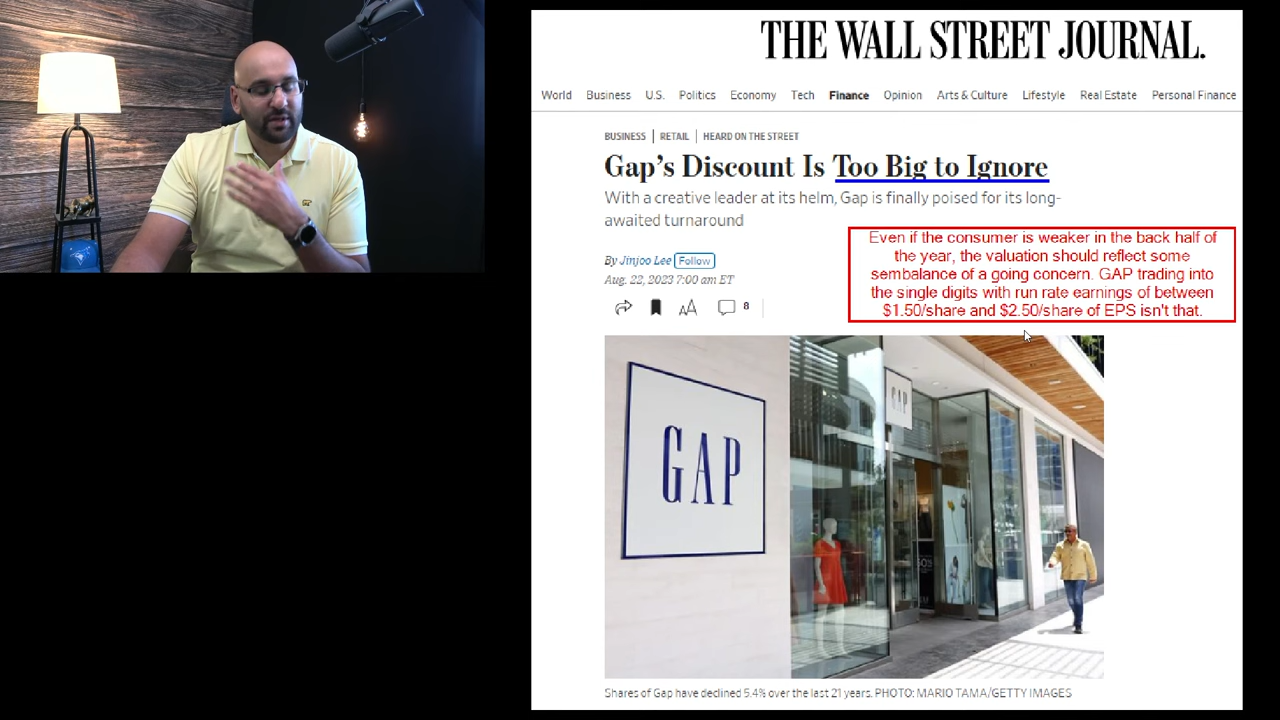 THE WALL STREET JOURNAL.
World Business U.S. Politics Economy Tech Finance Opinion Arts & Culture Lifestyle Real Estate Personal Finance
BUSINESS | RETAIL | HEARD ON THE STREET
Gap's Discount Is Too Big to Ignore
With a creative leader at its helm, Gap is finally poised for its long-
awaited turnaround
By Jinjoo Lee Follow
Aug. 22, 2023 7:00 am ET
AA 8
Even if the consumer is weaker in the back half of
the year, the valuation should reflect some
sembalance of a going concern. GAP trading into
the single digits with run rate earnings of between
$1.50/share and $2.50/share of EPS isn't that.
GAP
GAP
Shares of Gap have declined 5.4% over the last 21 years. PHOTO: MARIO TAMA/GETTY IMAGES